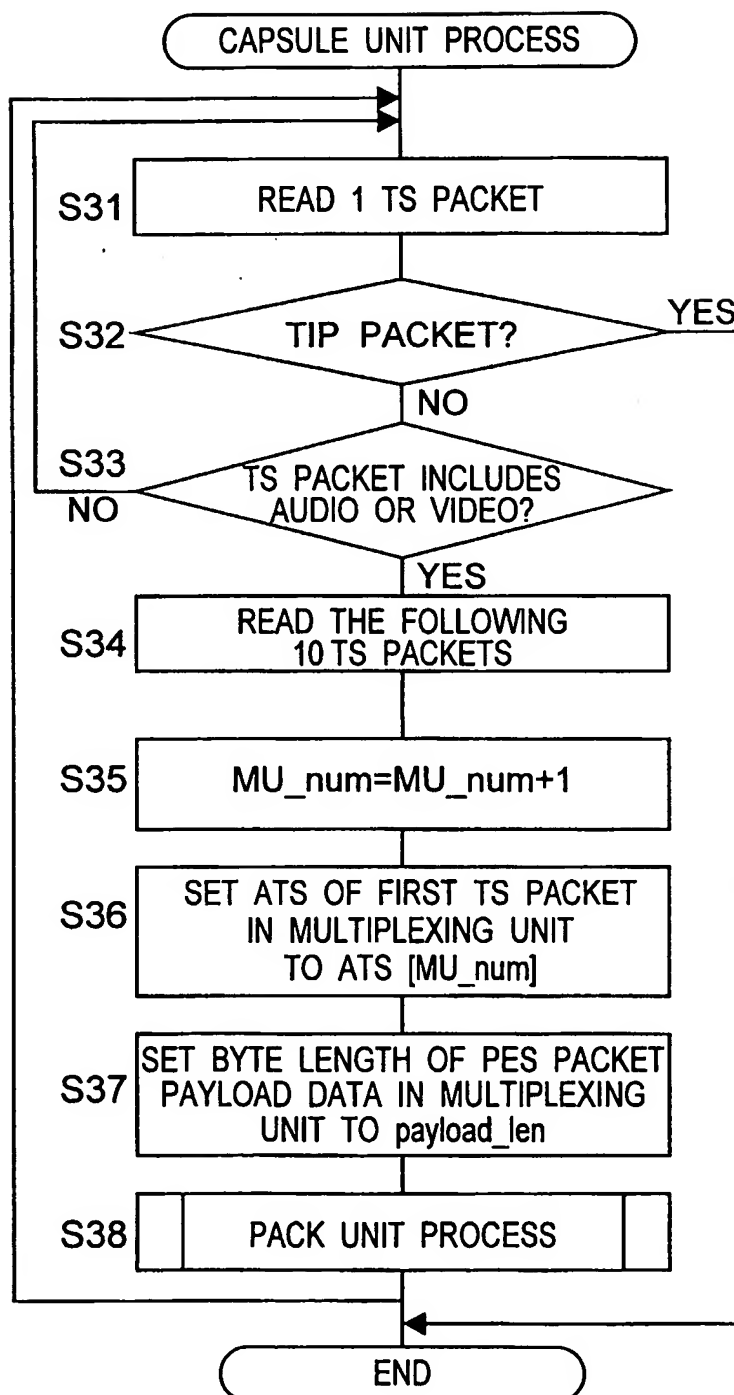 CAPSULE UNIT PROCESS
S31
READ 1 TS PACKET
S32
TIP PACKET?
YES
NO
S33
TS PACKET INCLUDES
AUDIO OR VIDEO?
NO
YES
S34
READ THE FOLLOWING
10 TS PACKETS
S35
MU_num=MU_num+1
S36
SET ATS OF FIRST TS PACKET
IN MULTIPLEXING UNIT
TO ATS [MU_num]
S37
SET BYTE LENGTH OF PES PACKET
PAYLOAD DATA IN MULTIPLEXING
UNIT TO payload_len
S38
PACK UNIT PROCESS
END